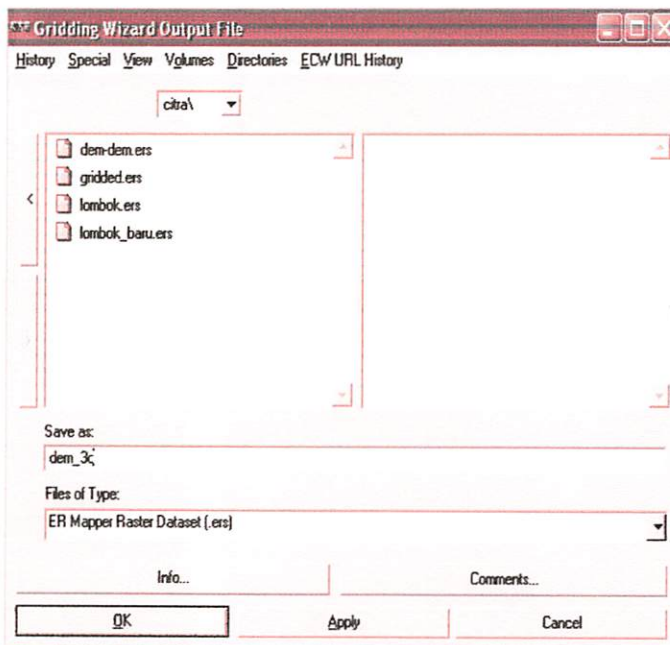 Gridding Wizard Output File
History Special View Volumes Directories ECW URL History
citra\
dem-dem.ers
gridded.ers
lombok.ers
lombok_baru.ers
<
Save as:
Files of Type:
ER Mapper Raster Dataset (.ers)
Info... Comments...
OK Apply Cancel